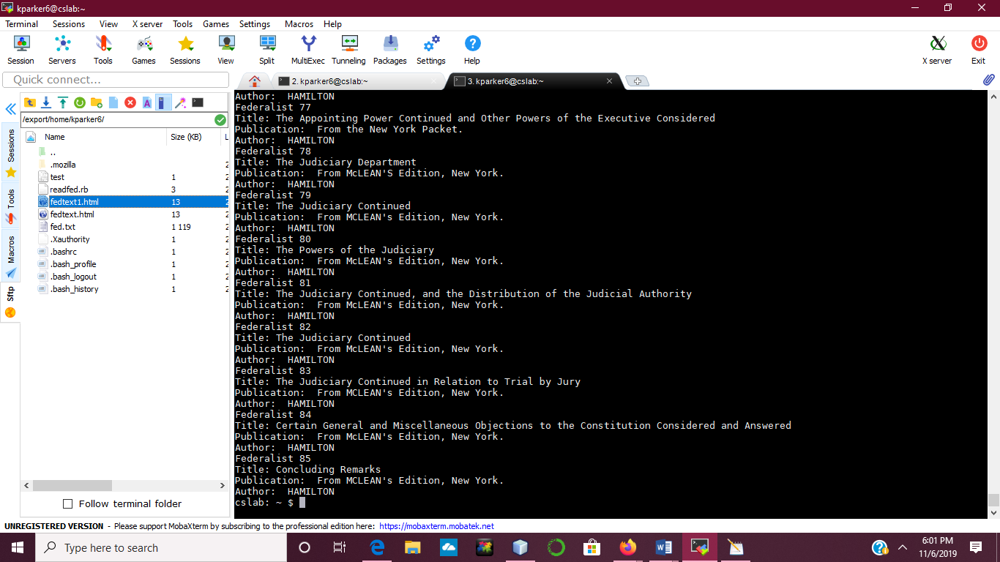 kparker6@cslab:~
Terminal Sessions View X server Tools Games Settings Macros Help
Session Servers Tools Games Sessions View Split MultiExec Tunneling Packages Settings Help X server Exit
Quick connect...
2. kparker6@cslab:~
3. kparker6@cslab:~
/export/home/kparker6/
Name Size (KB) L
..
.mozilla 2
test 1 2
readfed.rb 3 2
fedtext1.html 13 2
fedtext.html 13 2
fed.txt 1 119 2
.Xauthority 1 2
.bashrc 1 2
.bash_profile 1 2
.bash_logout 1 2
.bash_history 1 2
Sessions
Tools
Macros
Sftp
Follow terminal folder
Author:  HAMILTON
Federalist 77
Title: The Appointing Power Continued and Other Powers of the Executive Considered
Publication:  From the New York Packet.
Author:  HAMILTON
Federalist 78
Title: The Judiciary Department
Publication:  From McLEAN'S Edition, New York.
Author:  HAMILTON
Federalist 79
Title: The Judiciary Continued
Publication:  From MCLEAN's Edition, New York.
Author:  HAMILTON
Federalist 80
Title: The Powers of the Judiciary
Publication:  From McLEAN's Edition, New York.
Author:  HAMILTON
Federalist 81
Title: The Judiciary Continued, and the Distribution of the Judicial Authority
Publication:  From McLEAN's Edition, New York.
Author:  HAMILTON
Federalist 82
Title: The Judiciary Continued
Publication:  From McLEAN's Edition, New York.
Author:  HAMILTON
Federalist 83
Title: The Judiciary Continued in Relation to Trial by Jury
Publication:  From MCLEAN's Edition, New York.
Author:  HAMILTON
Federalist 84
Title: Certain General and Miscellaneous Objections to the Constitution Considered and Answered
Publication:  From McLEAN's Edition, New York.
Author:  HAMILTON
Federalist 85
Title: Concluding Remarks
Publication:  From MCLEAN's Edition, New York.
Author:  HAMILTON
cslab: ~ $
UNREGISTERED VERSION - Please support MobaXterm by subscribing to the professional edition here: https://mobaxterm.mobatek.net
Type here to search
6:01 PM
11/6/2019